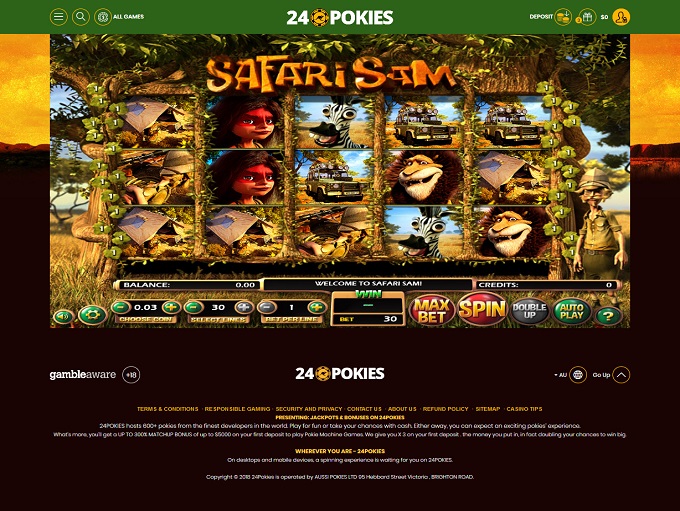 ALL GAMES
24 POKIES
DEPOSIT
$0
SAFARI SAM
BALANCE: 0.00
WELCOME TO SAFARI SAM!
CREDITS: 0
0.03
CHOOSE COIN
30
SELECT LINES
1
BET PER LINE
WIN
BET 30
MAX BET
SPIN
DOUBLE UP
AUTO PLAY
?
gambleaware
+18
24 POKIES
AU
Go Up
TERMS & CONDITIONS · RESPONSIBLE GAMING · SECURITY AND PRIVACY · CONTACT US · ABOUT US · REFUND POLICY · SITEMAP · CASINO TIPS
PRESENTING: JACKPOTS & BONUSES ON 24POKIES
24POKIES hosts 600+ pokies from the finest developers in the world. Play for fun or take your chances with cash. Either away, you can expect an exciting pokies' experience.
What's more, you'll get a UP TO 300% MATCHUP BONUS of up to $5000 on your first deposit to play Pokie Machine Games. We give you X 3 on your first deposit.. the money you put in, in fact doubling your chances to win big.
WHEREVER YOU ARE - 24POKIES
On desktops and mobile devices, a spinning experience is waiting for you on 24POKIES.
Copyright © 2018 24Pokies is operated by AUSSI POKIES LTD 95 Hebbard Street Victoria , BRIGHTON ROAD.